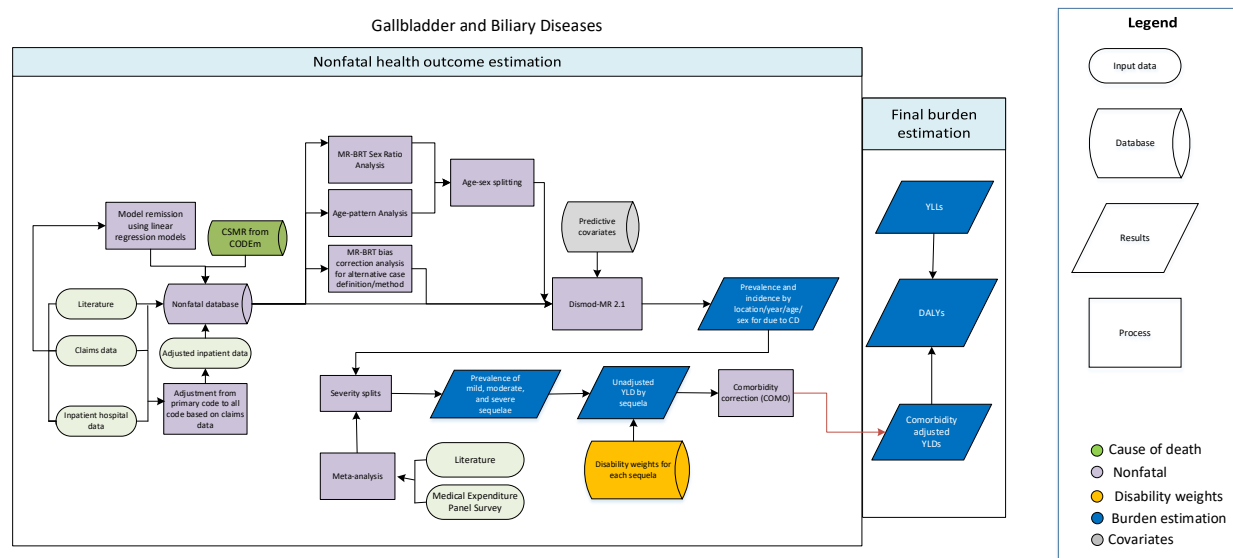 Gallbladder and Biliary Diseases
Nonfatal health outcome estimation
MR-BRT Sex Ratio
Analysis
Age-sex splitting
Age-pattern Analysis
Model remission
using linear
regression models
CSMR from
CODEm
MR-BRT bias
correction analysis
for alternative case
definition/method
Predictive
covariates
Literature
Nonfatal database
Dismod-MR 2.1
Prevalence and
incidence by
location/year/age/
sex for due to CD
Claims data
Adjusted inpatient data
Inpatient hospital
data
Adjustment from
primary code to all
code based on claims
data
Severity splits
Prevalence of
mild, moderate,
and severe
sequelae
Unadjusted
YLD by
sequela
Comorbidity
correction (COMO)
Meta-analysis
Literature
Medical Expenditure
Panel Survey
Disability weights for
each sequela
Final burden
estimation
YLLs
DALYs
Comorbidity
adjusted
YLDs
Legend
Input data
Database
Results
Process
Cause of death
Nonfatal
Disability weights
Burden estimation
Covariates